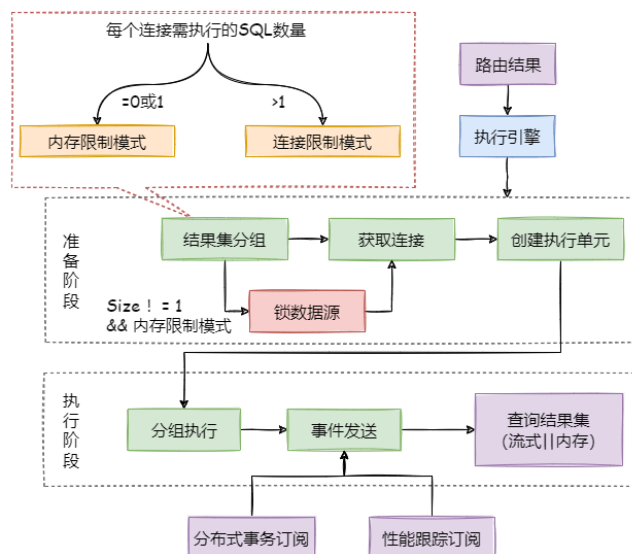 每个连接需执行的SQL数量
=0或1
>1
内存限制模式
连接限制模式
路由结果
执行引擎
准备阶段
结果集分组
获取连接
创建执行单元
Size ! = 1
&& 内存限制模式
锁数据源
执行阶段
分组执行
事件发送
查询结果集
(流式||内存)
分布式事务订阅
性能跟踪订阅